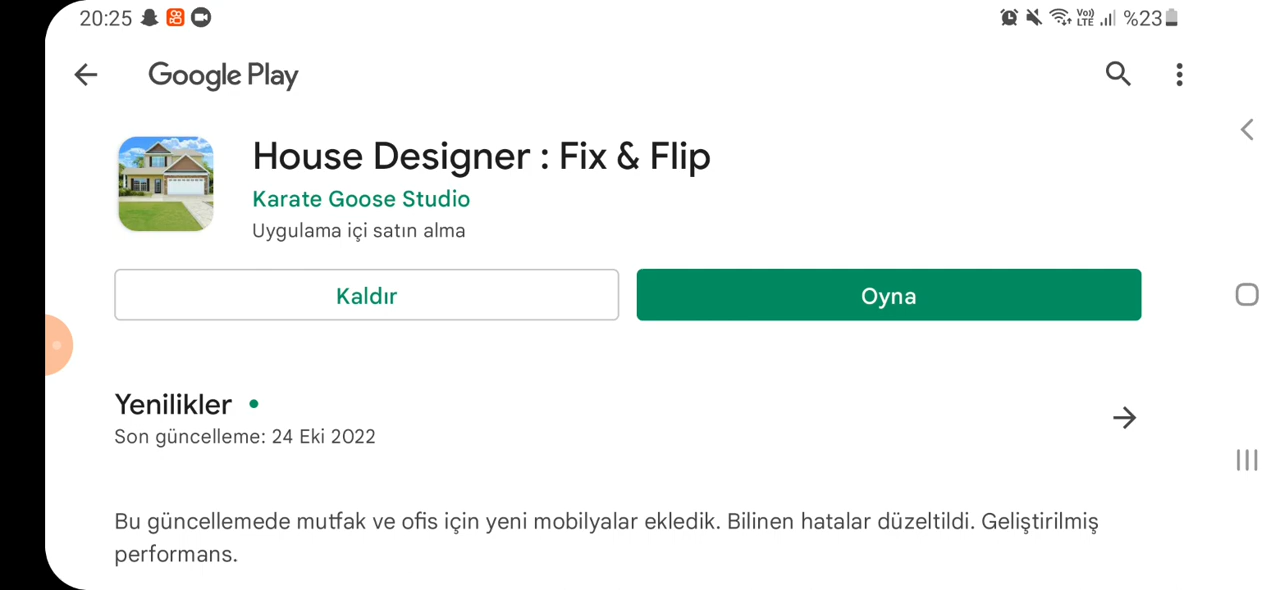 20:25
Vo)) LTE %23
Google Play
House Designer : Fix & Flip
Karate Goose Studio
Uygulama içi satın alma
Kaldır
Oyna
Yenilikler
Son güncelleme: 24 Eki 2022
Bu güncellemede mutfak ve ofis için yeni mobilyalar ekledik. Bilinen hatalar düzeltildi. Geliştirilmiş
performans.